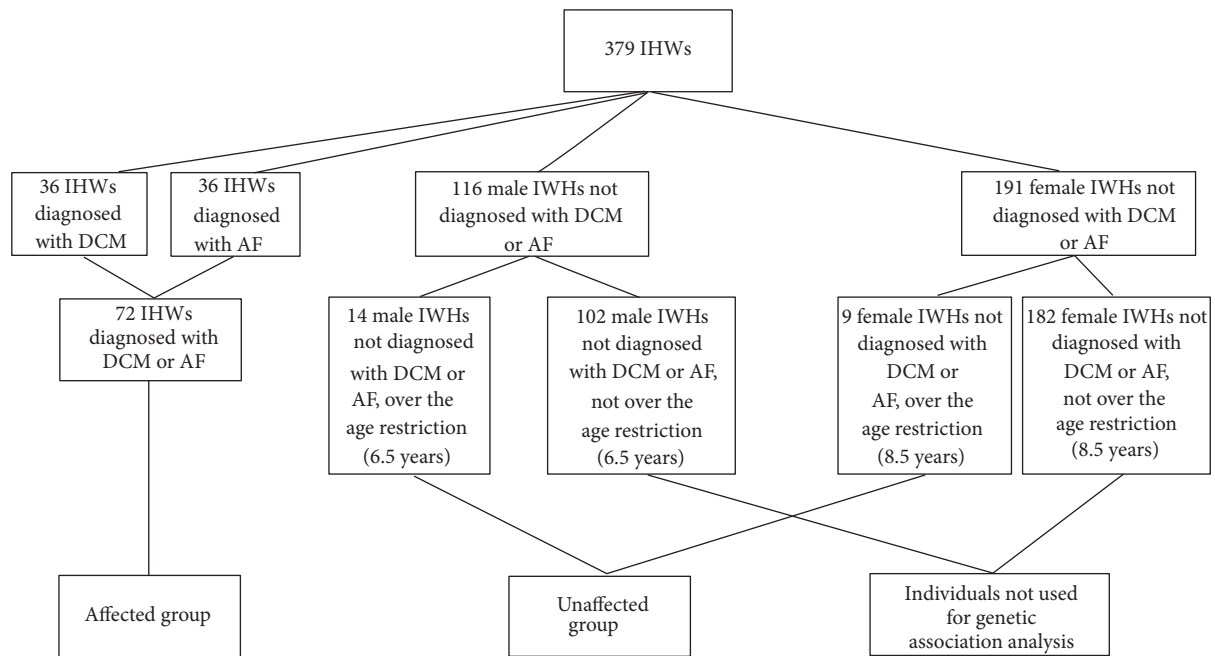 379 IHWs
36 IHWs
diagnosed
with DCM
36 IHWs
diagnosed
with AF
116 male IWHs not
diagnosed with DCM
or AF
191 female IWHs not
diagnosed with DCM
or AF
72 IHWs
diagnosed with
DCM or AF
14 male IWHs
not diagnosed
with DCM or
AF, over the
age restriction
(6.5 years)
102 male IWHs
not diagnosed
with DCM or AF,
not over the
age restriction
(6.5 years)
9 female IWHs not
diagnosed with
DCM or
AF, over the
age restriction
(8.5 years)
182 female IWHs not
diagnosed with
DCM or AF,
not over the
age restriction
(8.5 years)
Affected group
Unaffected
group
Individuals not used
for genetic
association analysis